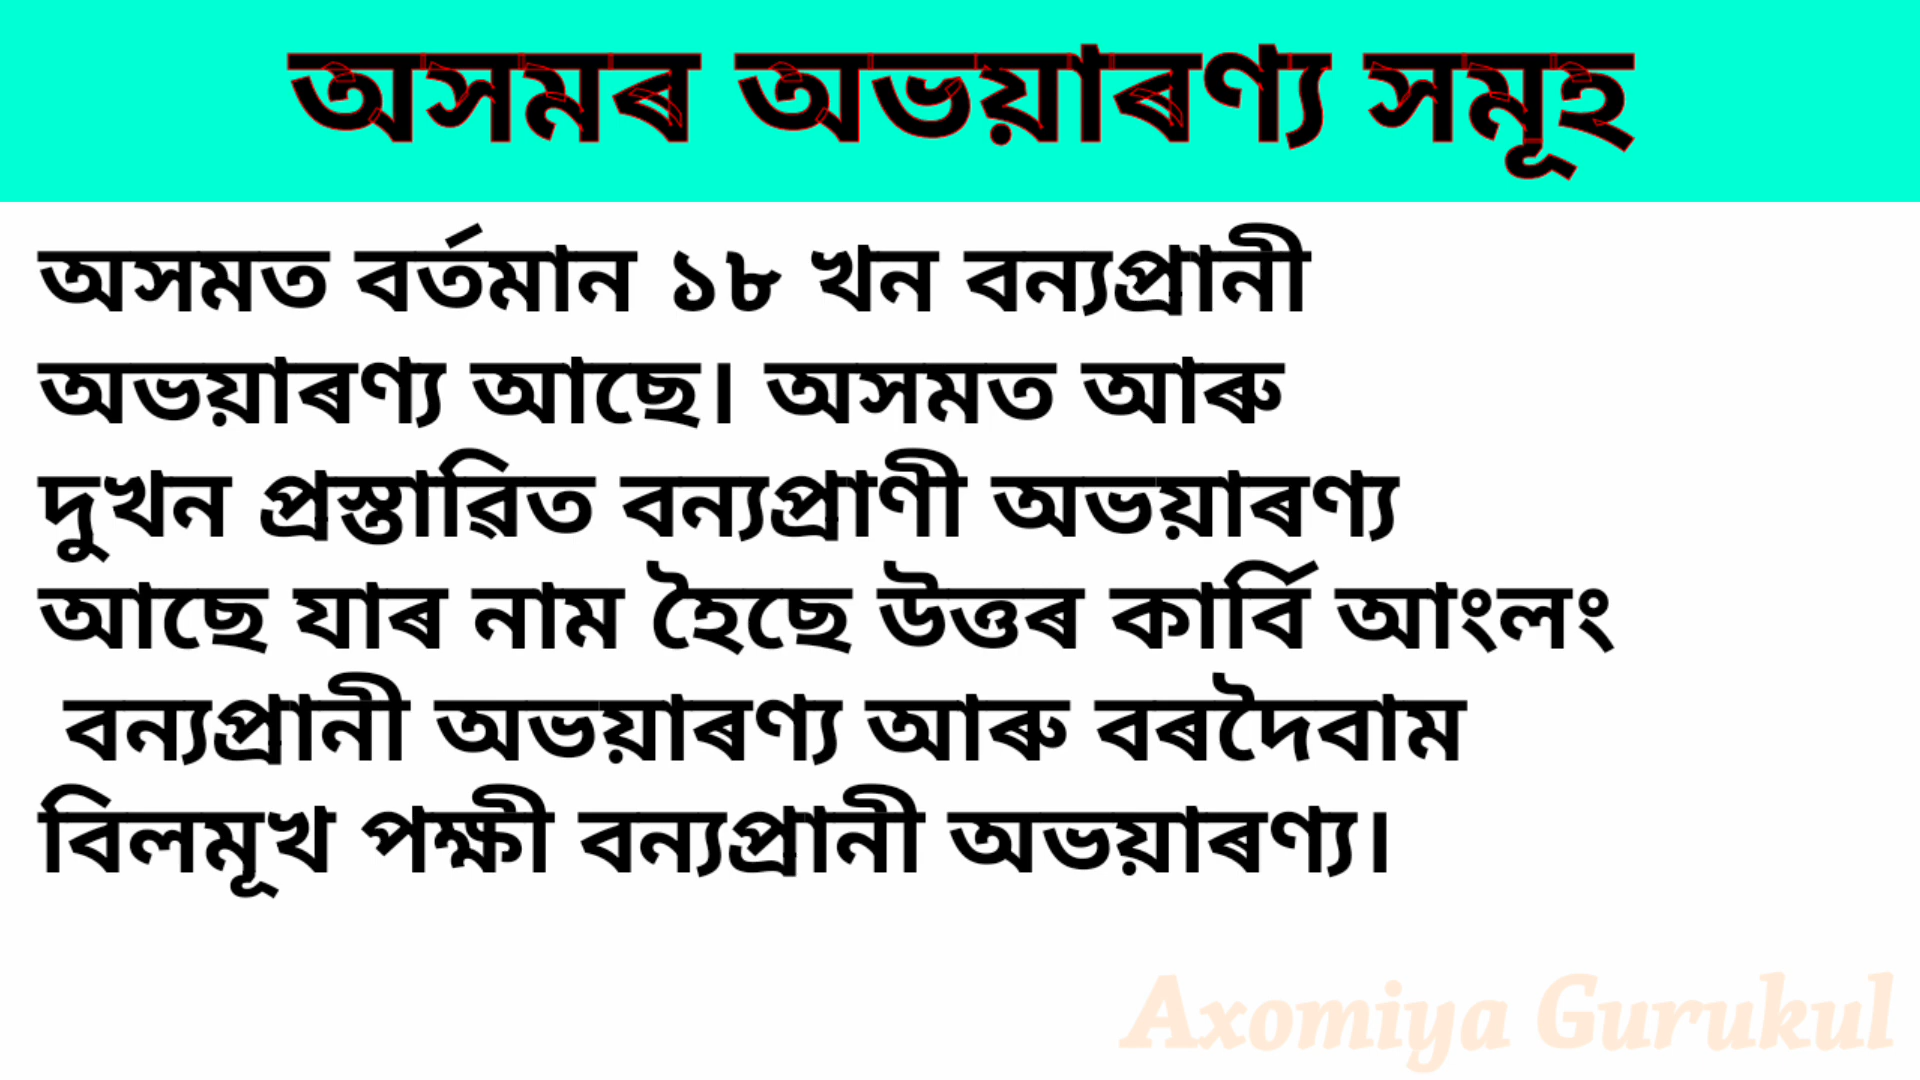 অসমৰ অভয়াৰণ্য সমূহ
অসমত বৰ্তমান ১৮ খন বন্যপ্ৰানী
অভয়াৰণ্য আছে। অসমত আৰু
দুখন প্ৰস্তাৱিত বন্যপ্ৰাণী অভয়াৰণ্য
আছে যাৰ নাম হৈছে উত্তৰ কাৰ্বি আংলং
বন্যপ্ৰানী অভয়াৰণ্য আৰু বৰদৈবাম
বিলমূখ পক্ষী বন্যপ্ৰানী অভয়াৰণ্য।
Axomiya Gurukul